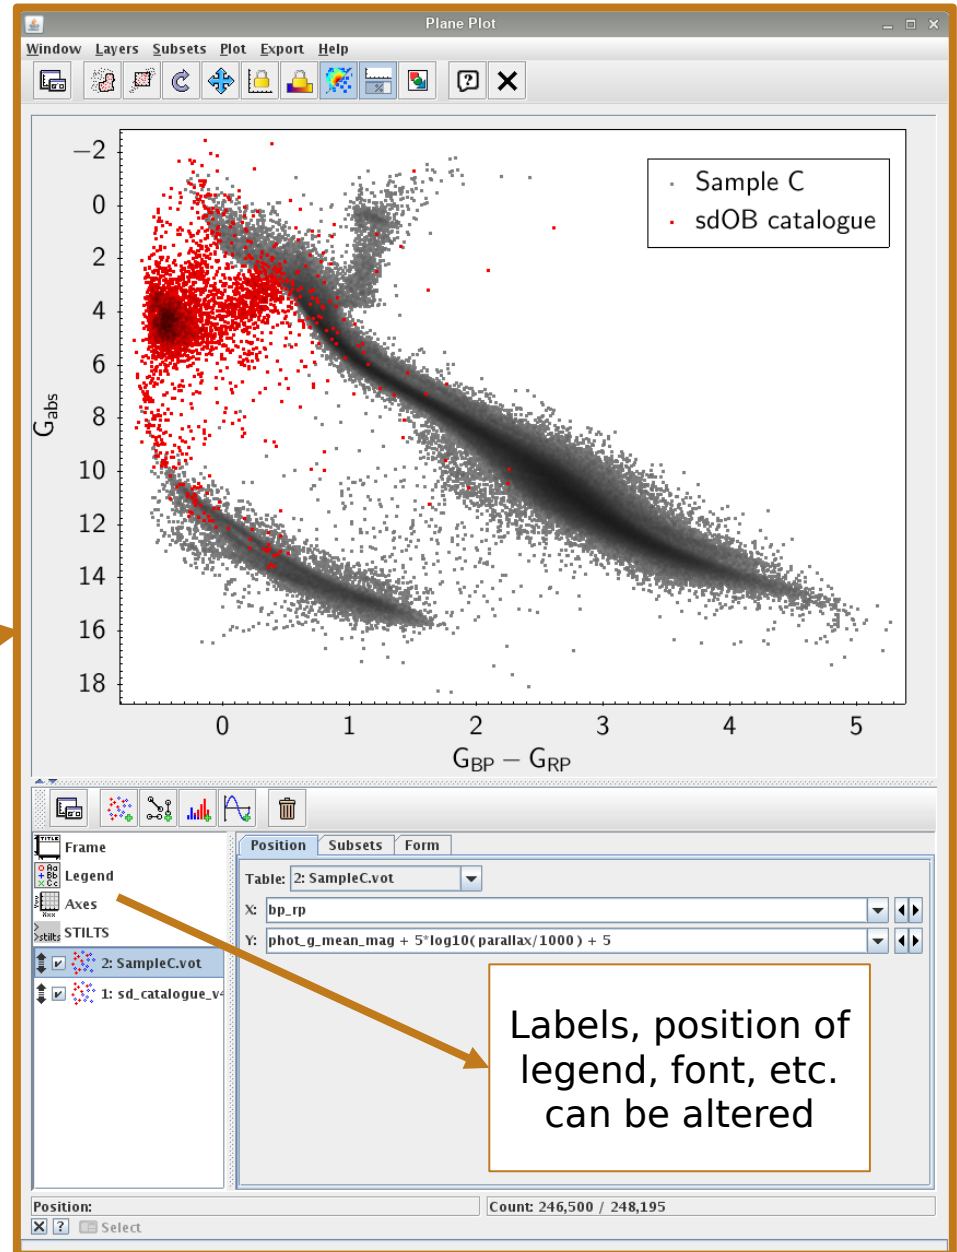 Plane Plot
Window Layers Subsets Plot Export Help
−2
0
2
4
6
8
10
12
14
16
18
G_abs
Sample C
sdOB catalogue
0 1 2 3 4 5
G_BP − G_RP
Frame
Legend
Axes
STILTS
2: SampleC.vot
1: sd_catalogue_v
Position Subsets Form
Table: 2: SampleC.vot
X: bp_rp
Y: phot_g_mean_mag + 5*log10(parallax/1000) + 5
Labels, position of
legend, font, etc.
can be altered
Position:
Count: 246,500 / 248,195
Select